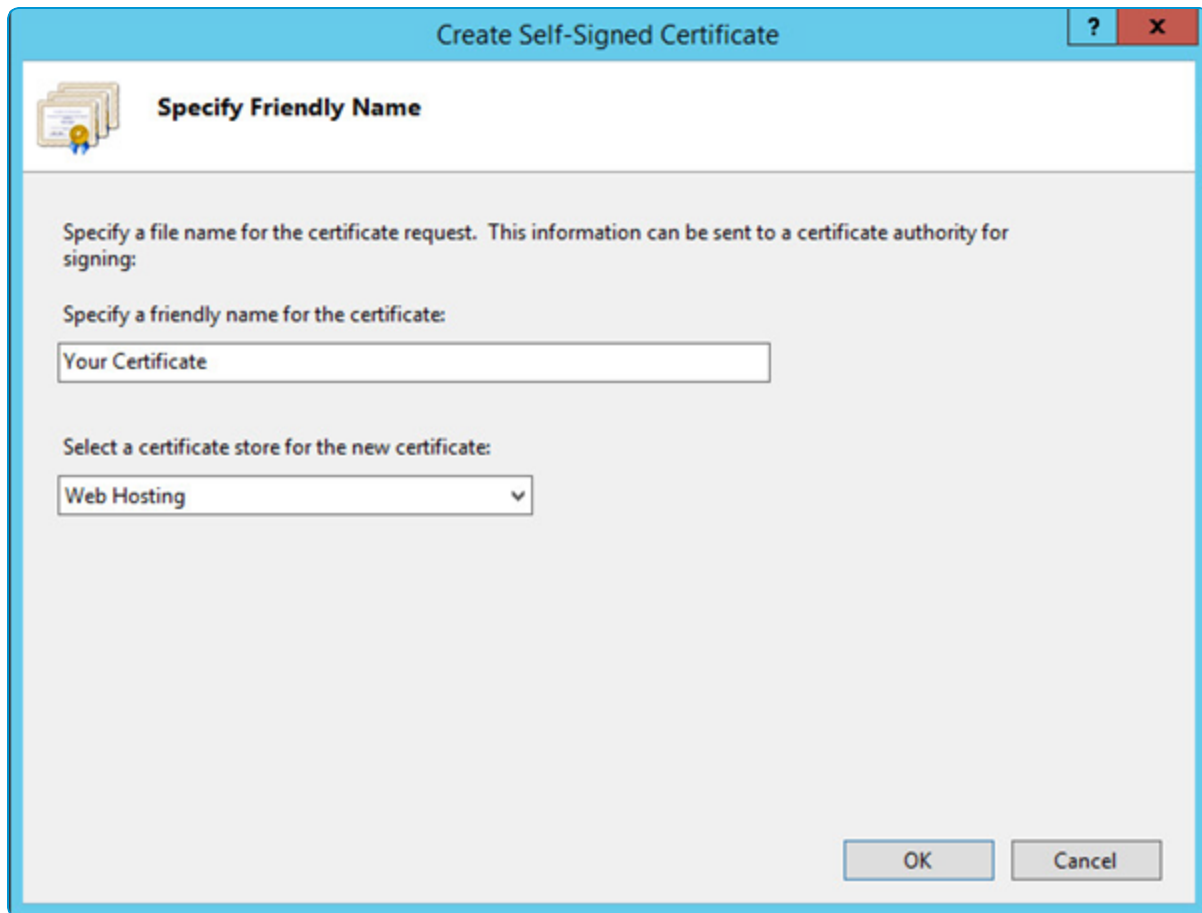 Create Self-Signed Certificate
?
x
Specify Friendly Name
Specify a file name for the certificate request.  This information can be sent to a certificate authority for
signing:
Specify a friendly name for the certificate:
Your Certificate
Select a certificate store for the new certificate:
Web Hosting
OK
Cancel